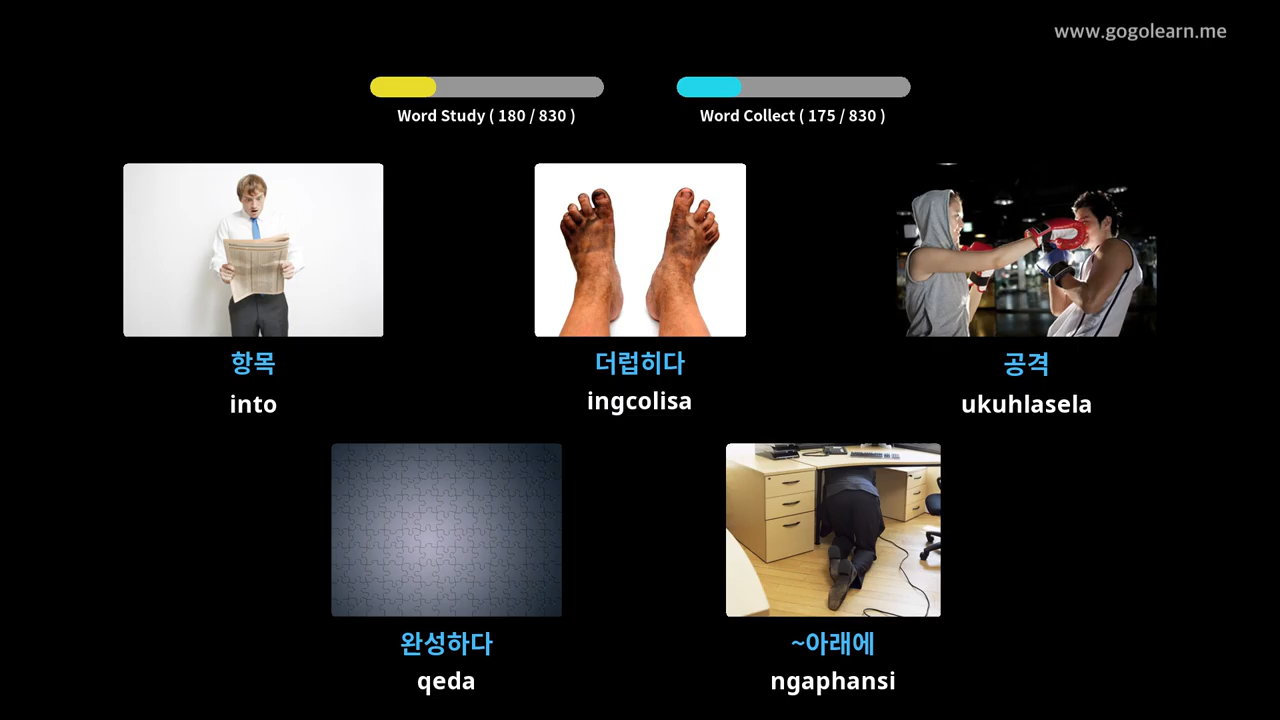 www.gogolearn.me
Word Study ( 180 / 830 )
Word Collect ( 175 / 830 )
항목
into
더럽히다
ingcolisa
공격
ukuhlasela
완성하다
qeda
~아래에
ngaphansi